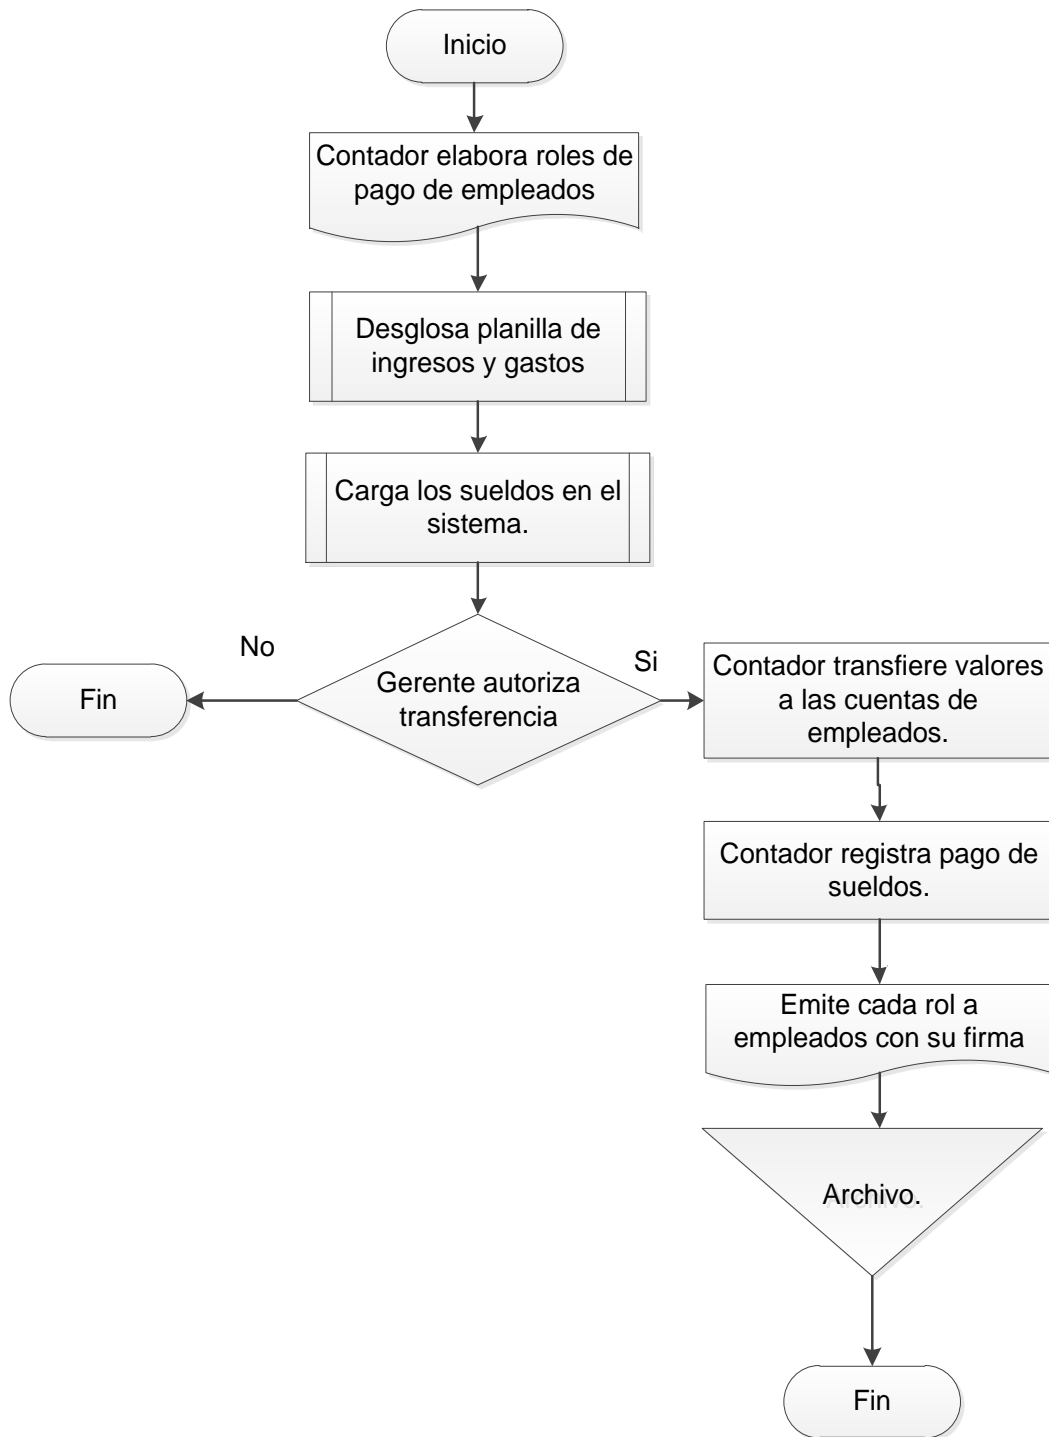 Inicio
Contador elabora roles de
pago de empleados
Desglosa planilla de
ingresos y gastos
Carga los sueldos en el
sistema.
No
Si
Fin
Gerente autoriza
transferencia
Contador transfiere valores
a las cuentas de
empleados.
Contador registra pago de
sueldos.
Emite cada rol a
empleados con su firma
Archivo.
Fin